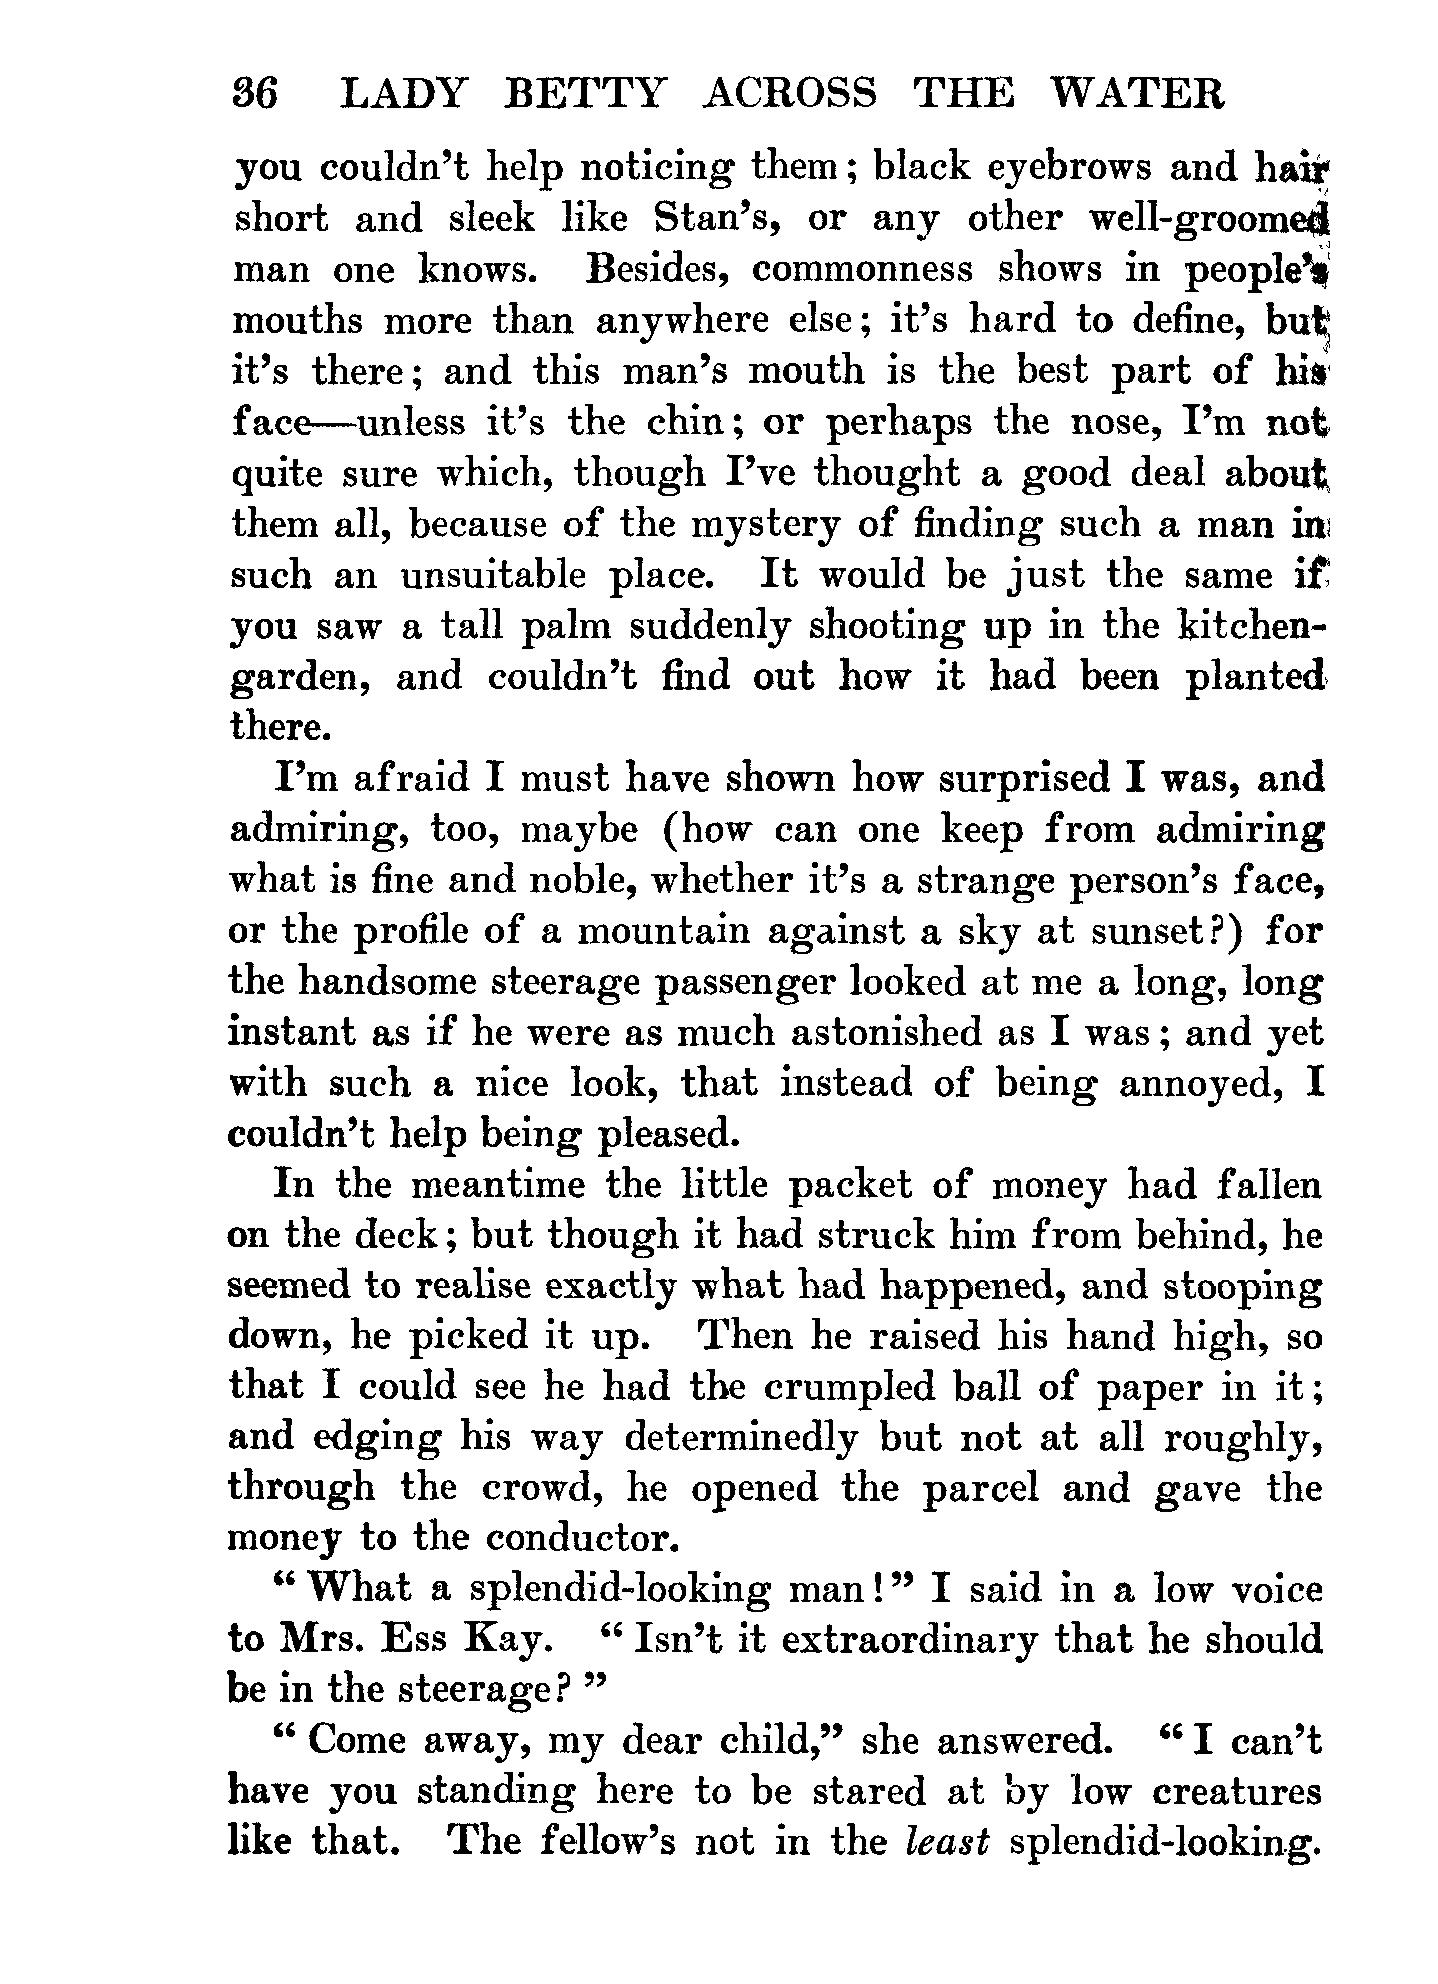 36 LADY BETTY ACROSS THE WATER
you couldn't help noticing them; black eyebrows and hair
short and sleek like Stan's, or any other well-groomed
man one knows. Besides, commonness shows in people's
mouths more than anywhere else; it's hard to define, but
it's there; and this man's mouth is the best part of his
face—unless it's the chin; or perhaps the nose, I'm not
quite sure which, though I've thought a good deal about
them all, because of the mystery of finding such a man in
such an unsuitable place. It would be just the same if
you saw a tall palm suddenly shooting up in the kitchen-
garden, and couldn't find out how it had been planted
there.
I'm afraid I must have shown how surprised I was, and
admiring, too, maybe (how can one keep from admiring
what is fine and noble, whether it's a strange person's face,
or the profile of a mountain against a sky at sunset?) for
the handsome steerage passenger looked at me a long, long
instant as if he were as much astonished as I was; and yet
with such a nice look, that instead of being annoyed, I
couldn't help being pleased.
In the meantime the little packet of money had fallen
on the deck; but though it had struck him from behind, he
seemed to realise exactly what had happened, and stooping
down, he picked it up. Then he raised his hand high, so
that I could see he had the crumpled ball of paper in it;
and edging his way determinedly but not at all roughly,
through the crowd, he opened the parcel and gave the
money to the conductor.
"What a splendid-looking man!" I said in a low voice
to Mrs. Ess Kay. "Isn't it extraordinary that he should
be in the steerage?"
"Come away, my dear child," she answered. "I can't
have you standing here to be stared at by low creatures
like that. The fellow's not in the least splendid-looking.